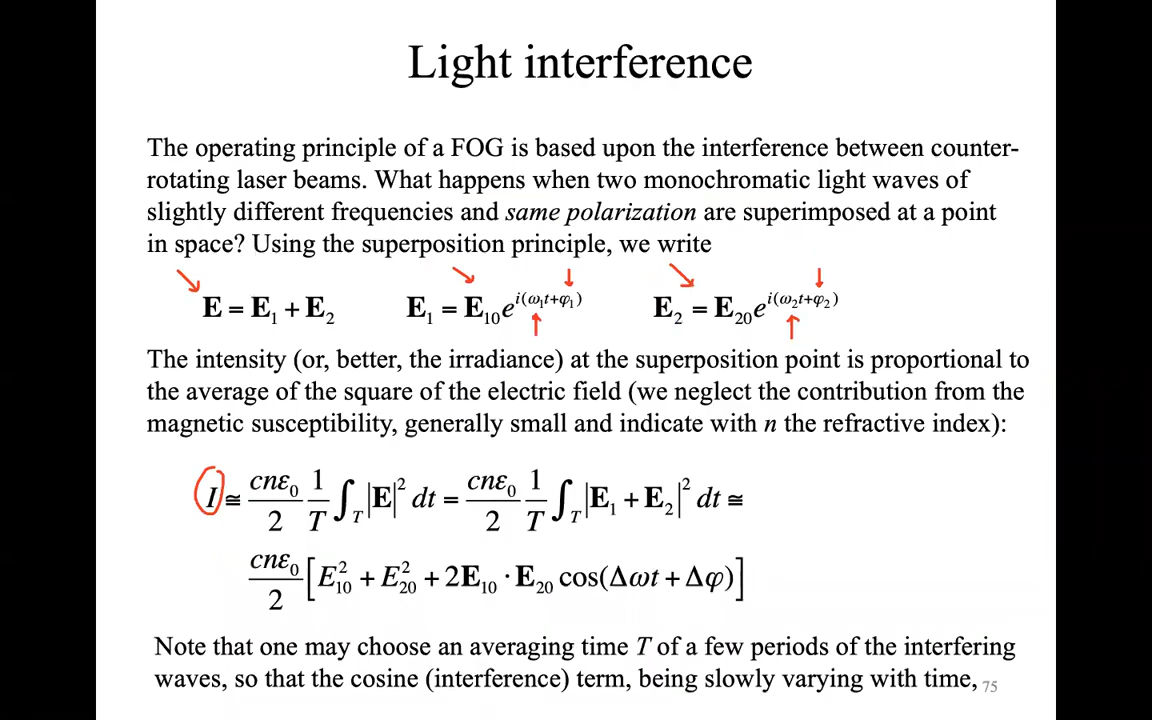 Light interference
The operating principle of a FOG is based upon the interference between counter-
rotating laser beams. What happens when two monochromatic light waves of
slightly different frequencies and same polarization are superimposed at a point
in space? Using the superposition principle, we write
E = E₁ + E₂ E₁ = E₁₀e^{i(ω₁t+φ₁)} E₂ = E₂₀e^{i(ω₂t+φ₂)}
The intensity (or, better, the irradiance) at the superposition point is proportional to
the average of the square of the electric field (we neglect the contribution from the
magnetic susceptibility, generally small and indicate with n the refractive index):
I ≅ cnε₀/2 1/T ∫_T |E|² dt = cnε₀/2 1/T ∫_T |E₁ + E₂|² dt ≅
cnε₀/2 [E₁₀² + E₂₀² + 2E₁₀ · E₂₀ cos(Δωt + Δφ)]
Note that one may choose an averaging time T of a few periods of the interfering
waves, so that the cosine (interference) term, being slowly varying with time, 75